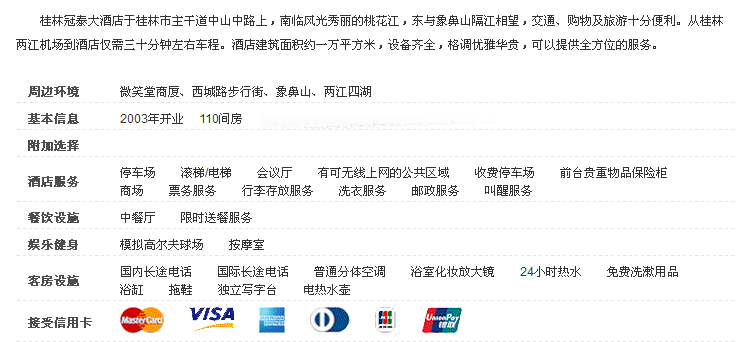 桂林冠泰大酒店于桂林市主干道中山中路上，南临风光秀丽的桃花江，东与象鼻山隔江相望，交通、购物及旅游十分便利。从桂林
两江机场到酒店仅需三十分钟左右车程。酒店建筑面积约一万平方米，设备齐全，格调优雅华贵，可以提供全方位的服务。
周边环境 微笑堂商厦、西城路步行街、象鼻山、两江四湖
基本信息 2003年开业 110间房
附加选择
酒店服务 停车场 滚梯/电梯 会议厅 有可无线上网的公共区域 收费停车场 前台贵重物品保险柜
商场 票务服务 行李存放服务 洗衣服务 邮政服务 叫醒服务
餐饮设施 中餐厅 限时送餐服务
娱乐健身 模拟高尔夫球场 按摩室
客房设施 国内长途电话 国际长途电话 普通分体空调 浴室化妆放大镜 24小时热水 免费洗漱用品
浴缸 拖鞋 独立写字台 电热水壶
接受信用卡 MasterCard VISA AMERICAN EXPRESS JCB UnionPay 银联